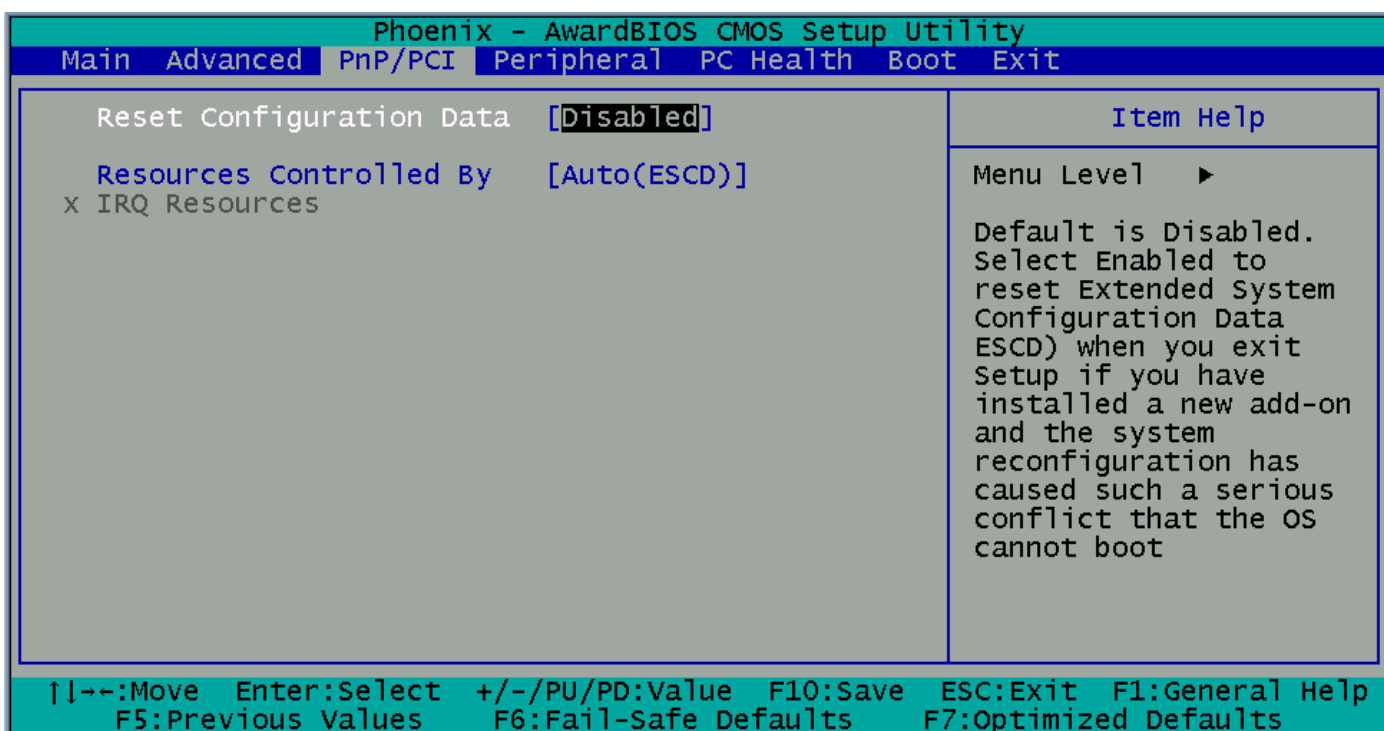 Phoenix - AwardBIOS CMOS Setup Utility
Main Advanced PnP/PCI Peripheral PC Health Boot Exit
Reset Configuration Data [Disabled]
Resources Controlled By [Auto(ESCD)]
x IRQ Resources
Item Help
Menu Level ►
Default is Disabled.
Select Enabled to
reset Extended System
Configuration Data
ESCD) when you exit
Setup if you have
installed a new add-on
and the system
reconfiguration has
caused such a serious
conflict that the OS
cannot boot
↑↓→←:Move Enter:Select +/-/PU/PD:Value F10:Save ESC:Exit F1:General Help
F5:Previous Values F6:Fail-Safe Defaults F7:Optimized Defaults